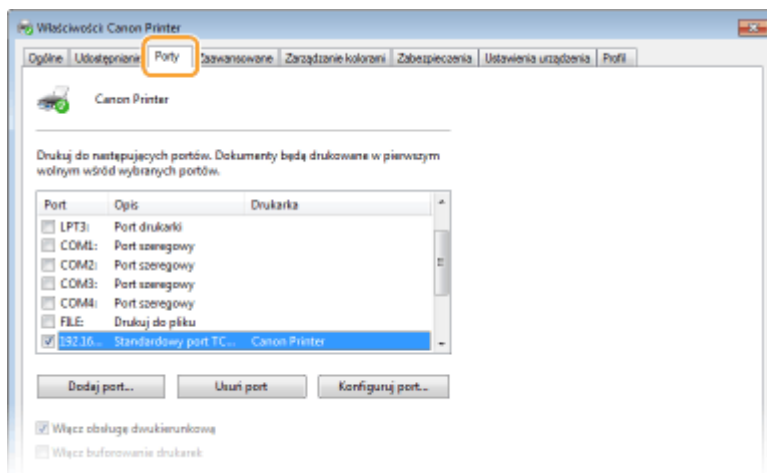 Właściwości: Canon Printer
Ogólne Udostępnianie Porty Zaawansowane Zarządzanie kolorami Zabezpieczenia Ustawienia urządzenia Profil
Canon Printer
Drukuj do następujących portów. Dokumenty będą drukowane w pierwszym
wolnym wśród wybranych portów.
Port Opis Drukarka
LPT3: Port drukarki
COM1: Port szeregowy
COM2: Port szeregowy
COM3: Port szeregowy
COM4: Port szeregowy
FILE: Drukuj do pliku
192.16... Standardowy port TC... Canon Printer
Dodaj port... Usuń port Konfiguruj port...
Włącz obsługę dwukierunkową
Włącz buforowanie drukarek